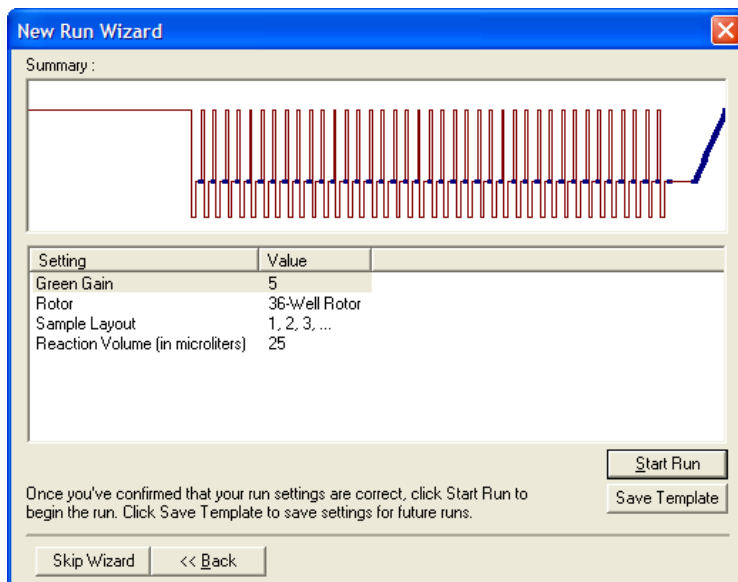 New Run Wizard
Summary :
Setting Value
Green Gain 5
Rotor 36-Well Rotor
Sample Layout 1, 2, 3, ...
Reaction Volume (in microliters) 25
Start Run
Once you've confirmed that your run settings are correct, click Start Run to
begin the run. Click Save Template to save settings for future runs.
Save Template
Skip Wizard << Back